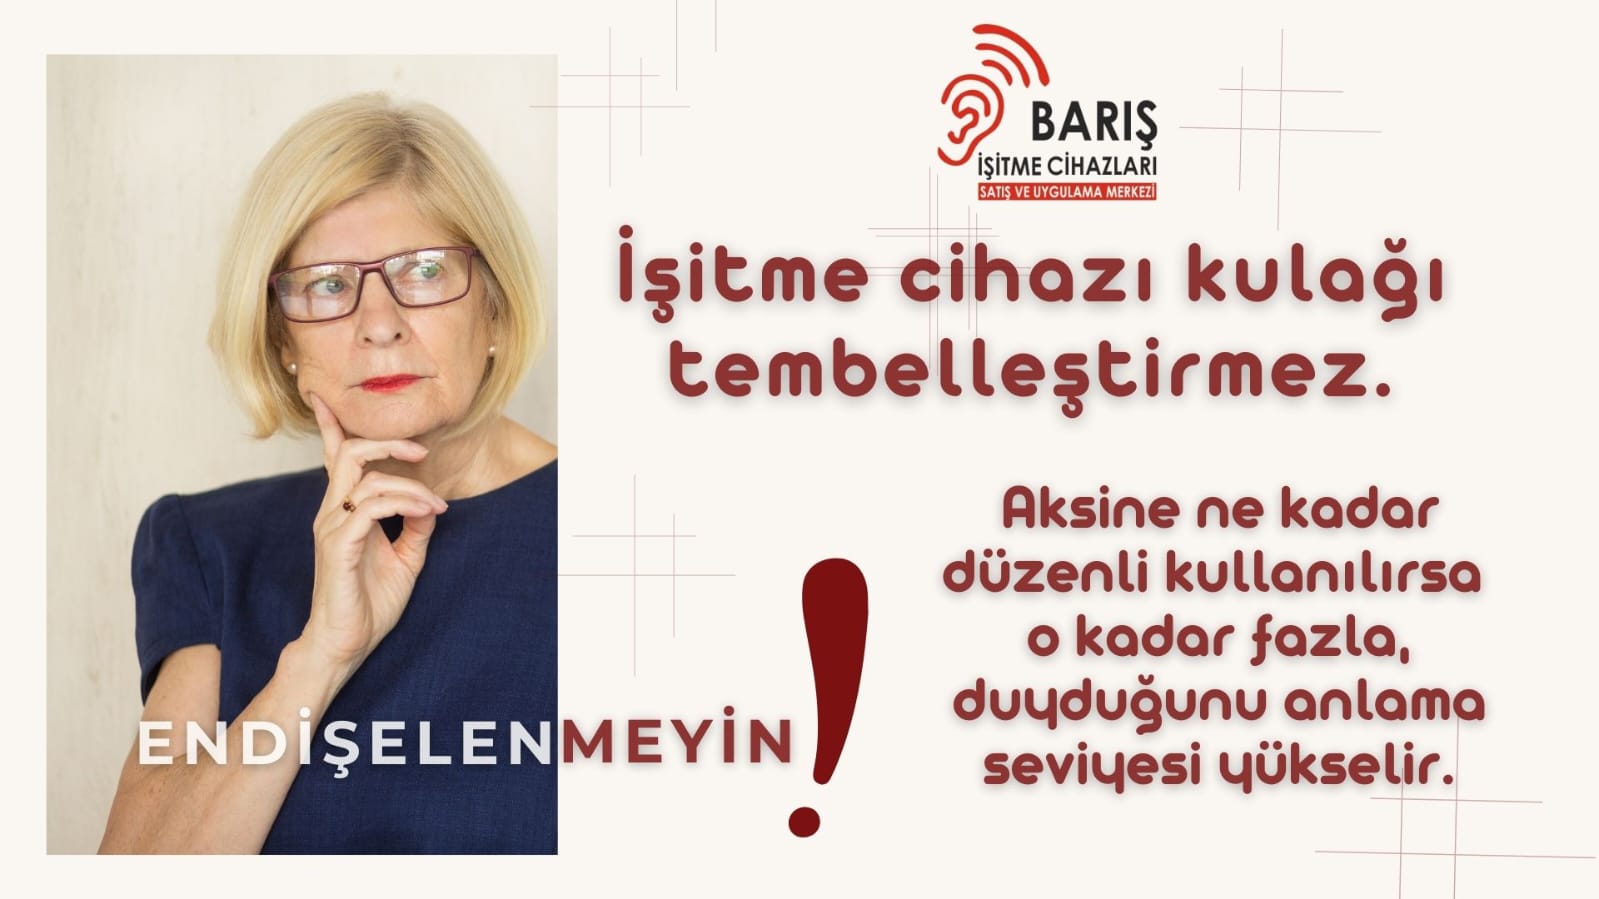 BARIŞ
İŞİTME CİHAZLARI
SATIŞ VE UYGULAMA MERKEZİ
İşitme cihazı kulağı
tembelleştirmez.
Aksine ne kadar
düzenli kullanılırsa
o kadar fazla,
duyduğunu anlama
seviyesi yükselir.
ENDİŞELENMEYİN!